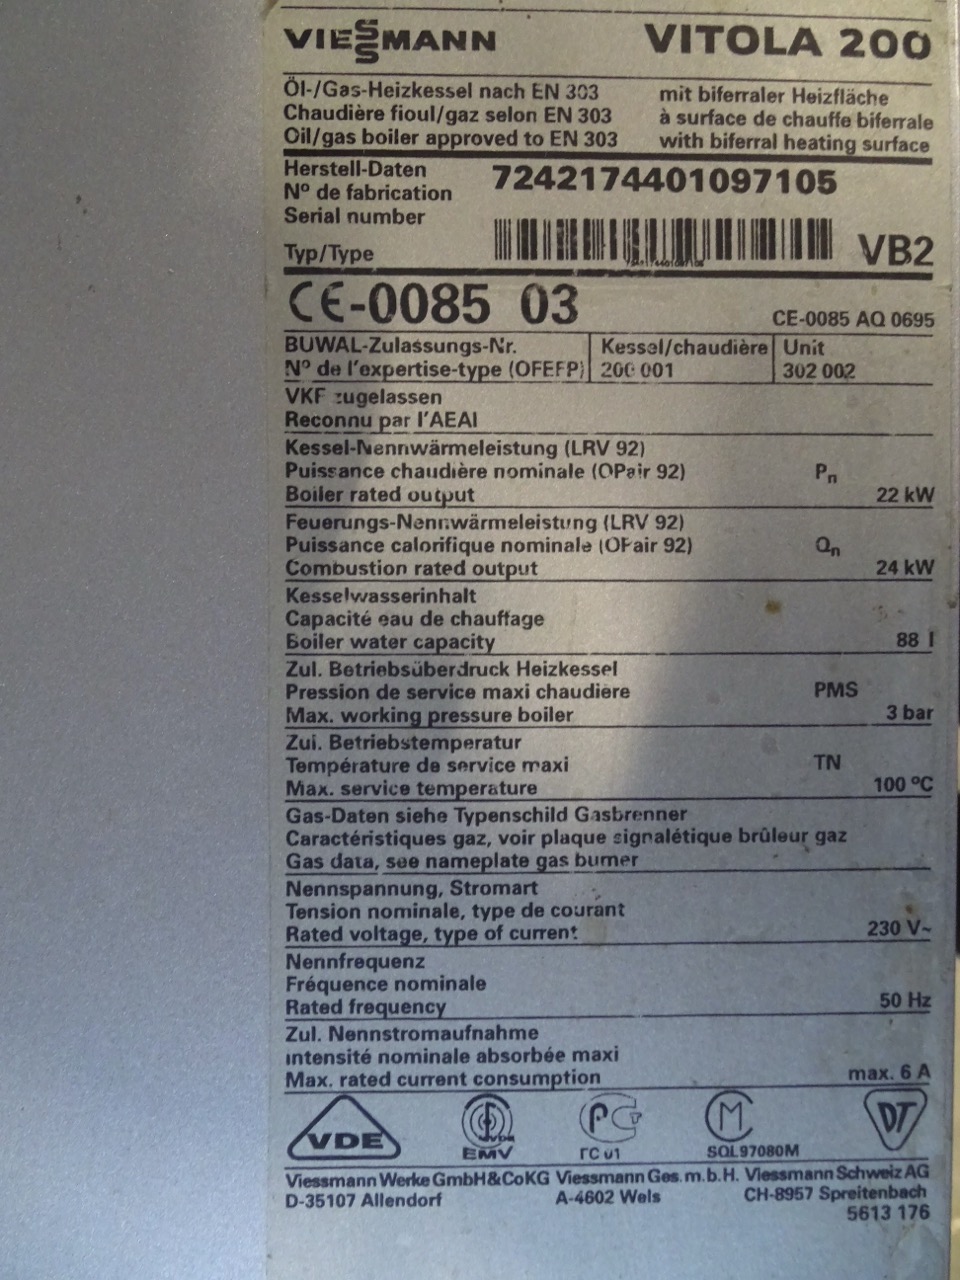 VIESSMANN VITOLA 200
Öl-/Gas-Heizkessel nach EN 303 mit biferraler Heizfläche
Chaudière fioul/gaz selon EN 303 à surface de chauffe biferrale
Oil/gas boiler approved to EN 303 with biferral heating surface
Herstell-Daten
N° de fabrication 7242174401097105
Serial number
Typ/Type VB2
CE-0085 03 CE-0085 AQ 0695
BUWAL-Zulassungs-Nr. Kessel/chaudière Unit
N° de l'expertise-type (OFEFP) 200 001 302 002
VKF zugelassen
Reconnu par l'AEAI
Kessel-Nennwärmeleistung (LRV 92)
Puissance chaudière nominale (OPair 92) Pn
Boiler rated output 22 kW
Feuerungs-Nennwärmeleistung (LRV 92)
Puissance calorifique nominale (OPair 92) Qn
Combustion rated output 24 kW
Kesselwasserinhalt
Capacité eau de chauffage
Boiler water capacity 88 l
Zul. Betriebsüberdruck Heizkessel
Pression de service maxi chaudière PMS
Max. working pressure boiler 3 bar
Zul. Betriebstemperatur
Température de service maxi TN
Max. service temperature 100 °C
Gas-Daten siehe Typenschild Gasbrenner
Caractéristiques gaz, voir plaque signalétique brûleur gaz
Gas data, see nameplate gas burner
Nennspannung, Stromart
Tension nominale, type de courant
Rated voltage, type of current 230 V~
Nennfrequenz
Fréquence nominale
Rated frequency 50 Hz
Zul. Nennstromaufnahme
intensité nominale absorbée maxi
Max. rated current consumption max. 6 A
VDE VDE PG M DT
EMV ГС 01 SQL97080M
Viessmann Werke GmbH&CoKG Viessmann Ges.m.b.H. Viessmann Schweiz AG
D-35107 Allendorf A-4602 Wels CH-8957 Spreitenbach
5613 176